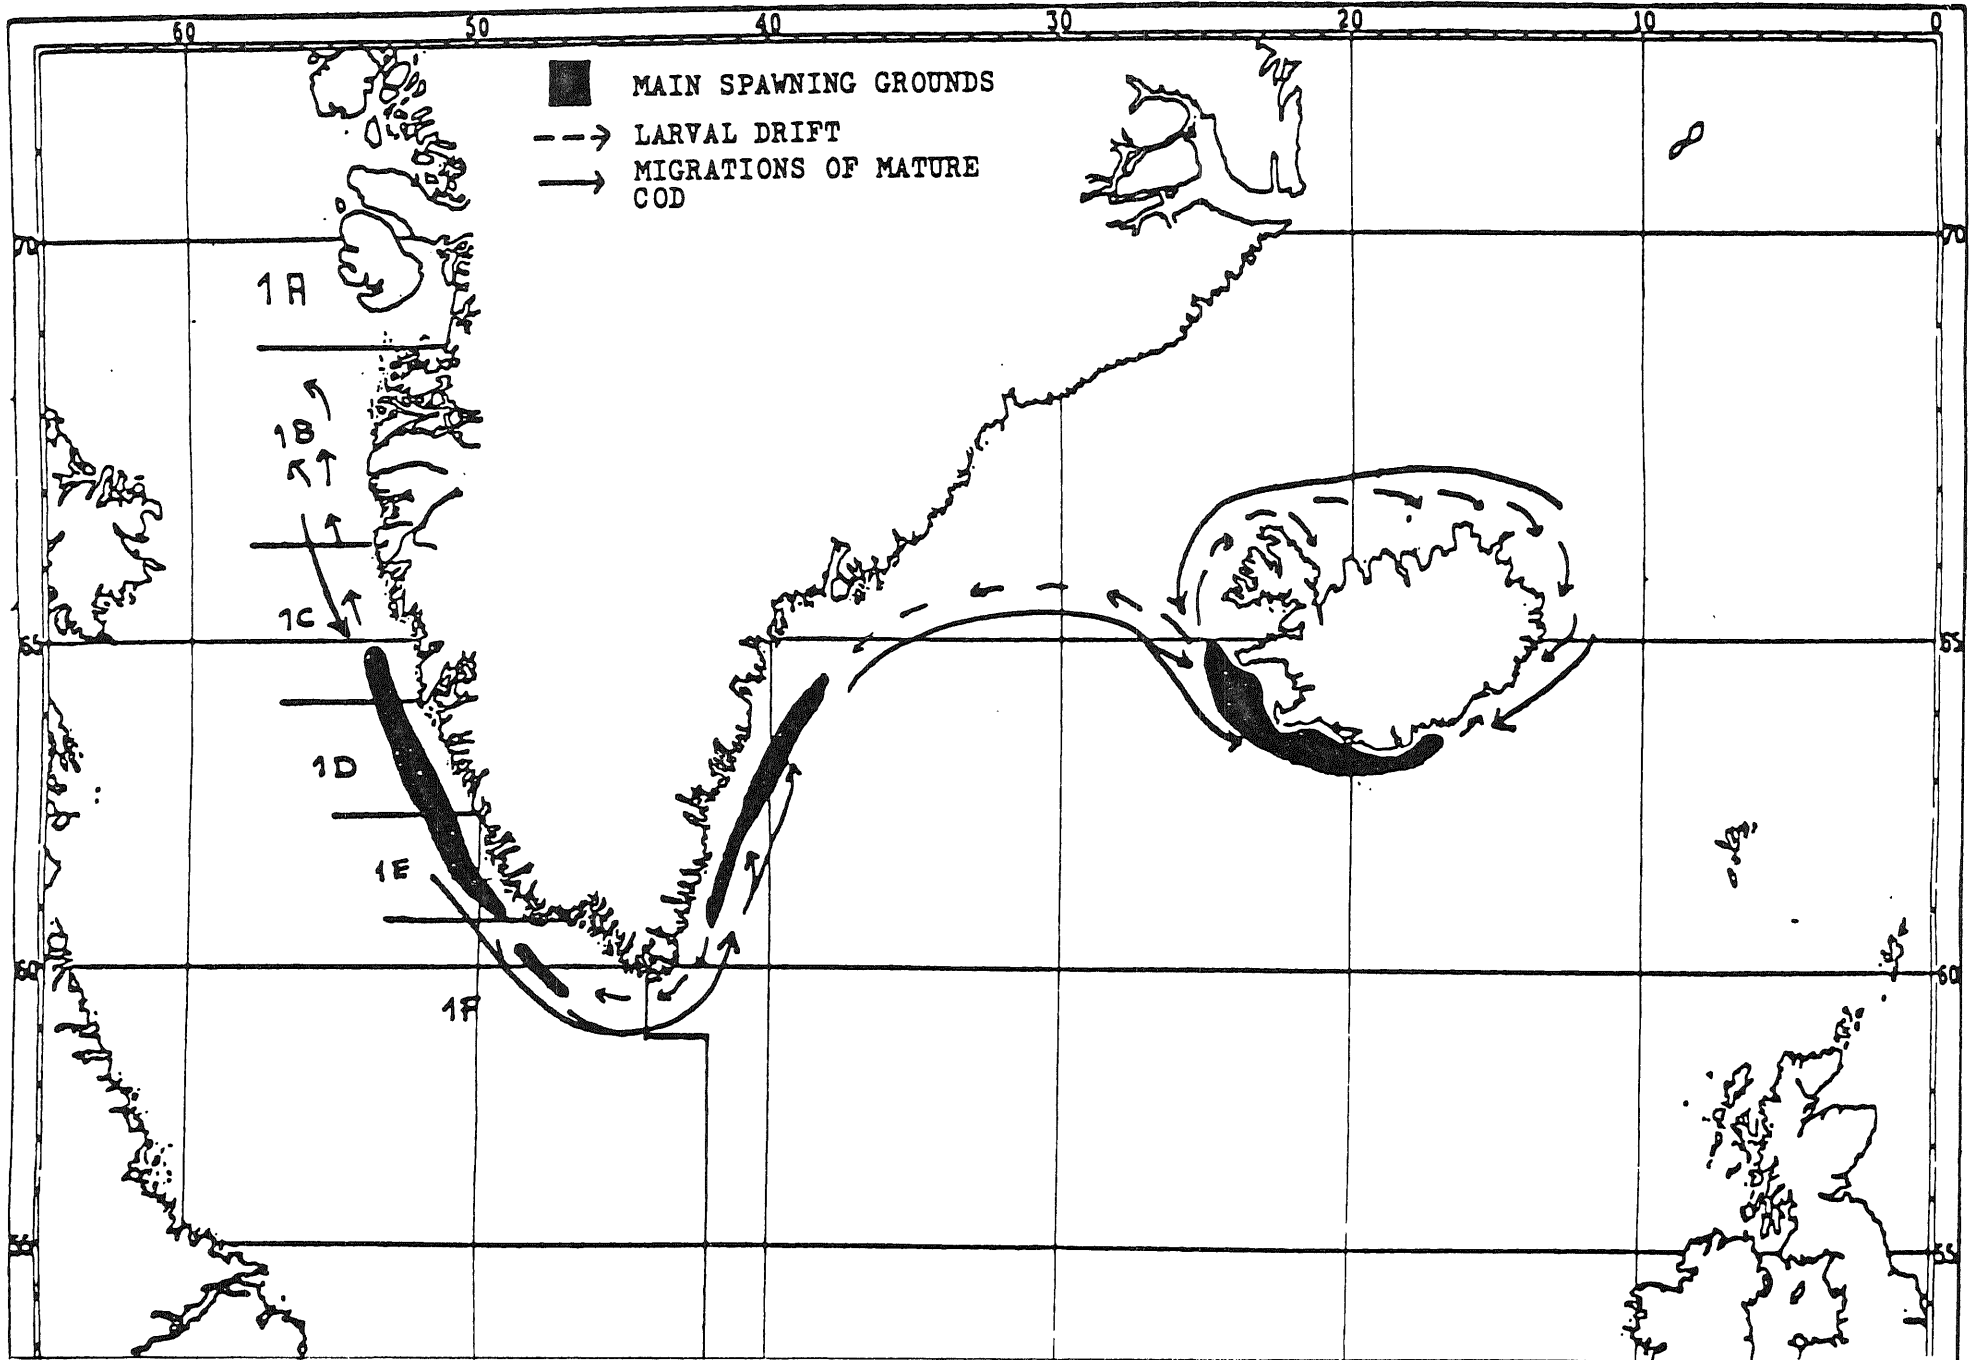 60 50 40 30 20 10 0
MAIN SPAWNING GROUNDS
LARVAL DRIFT
MIGRATIONS OF MATURE
COD
70 70
1A
1B
1C
65 65
1D
1E
60 60
1F
55 55